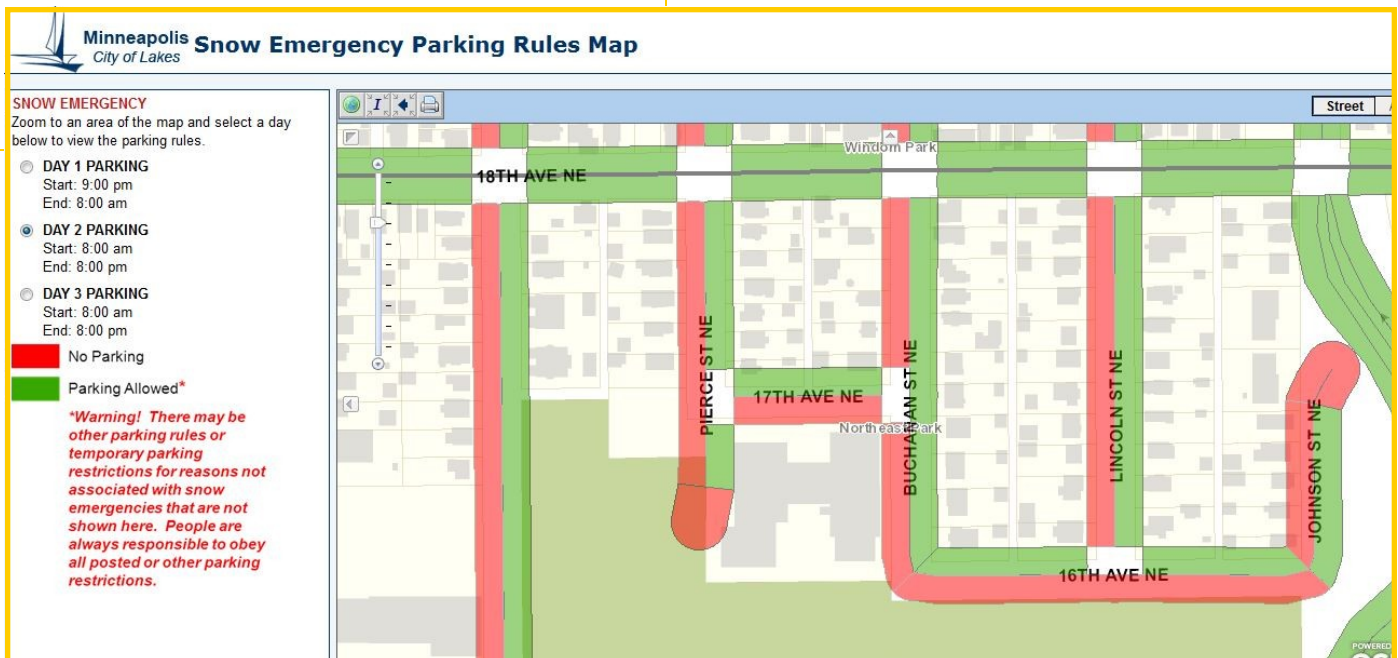 Minneapolis
City of Lakes
Snow Emergency Parking Rules Map
SNOW EMERGENCY
Zoom to an area of the map and select a day
below to view the parking rules.
DAY 1 PARKING
Start: 9:00 pm
End: 8:00 am
DAY 2 PARKING
Start: 8:00 am
End: 8:00 pm
DAY 3 PARKING
Start: 8:00 am
End: 8:00 pm
No Parking
Parking Allowed*
*Warning! There may be
other parking rules or
temporary parking
restrictions for reasons not
associated with snow
emergencies that are not
shown here. People are
always responsible to obey
all posted or other parking
restrictions.
I
Street
Windom Park
18TH AVE NE
PIERCE ST NE
17TH AVE NE
Northeast Park
BUCHANAN ST NE
LINCOLN ST NE
JOHNSON ST NE
16TH AVE NE
POWERED